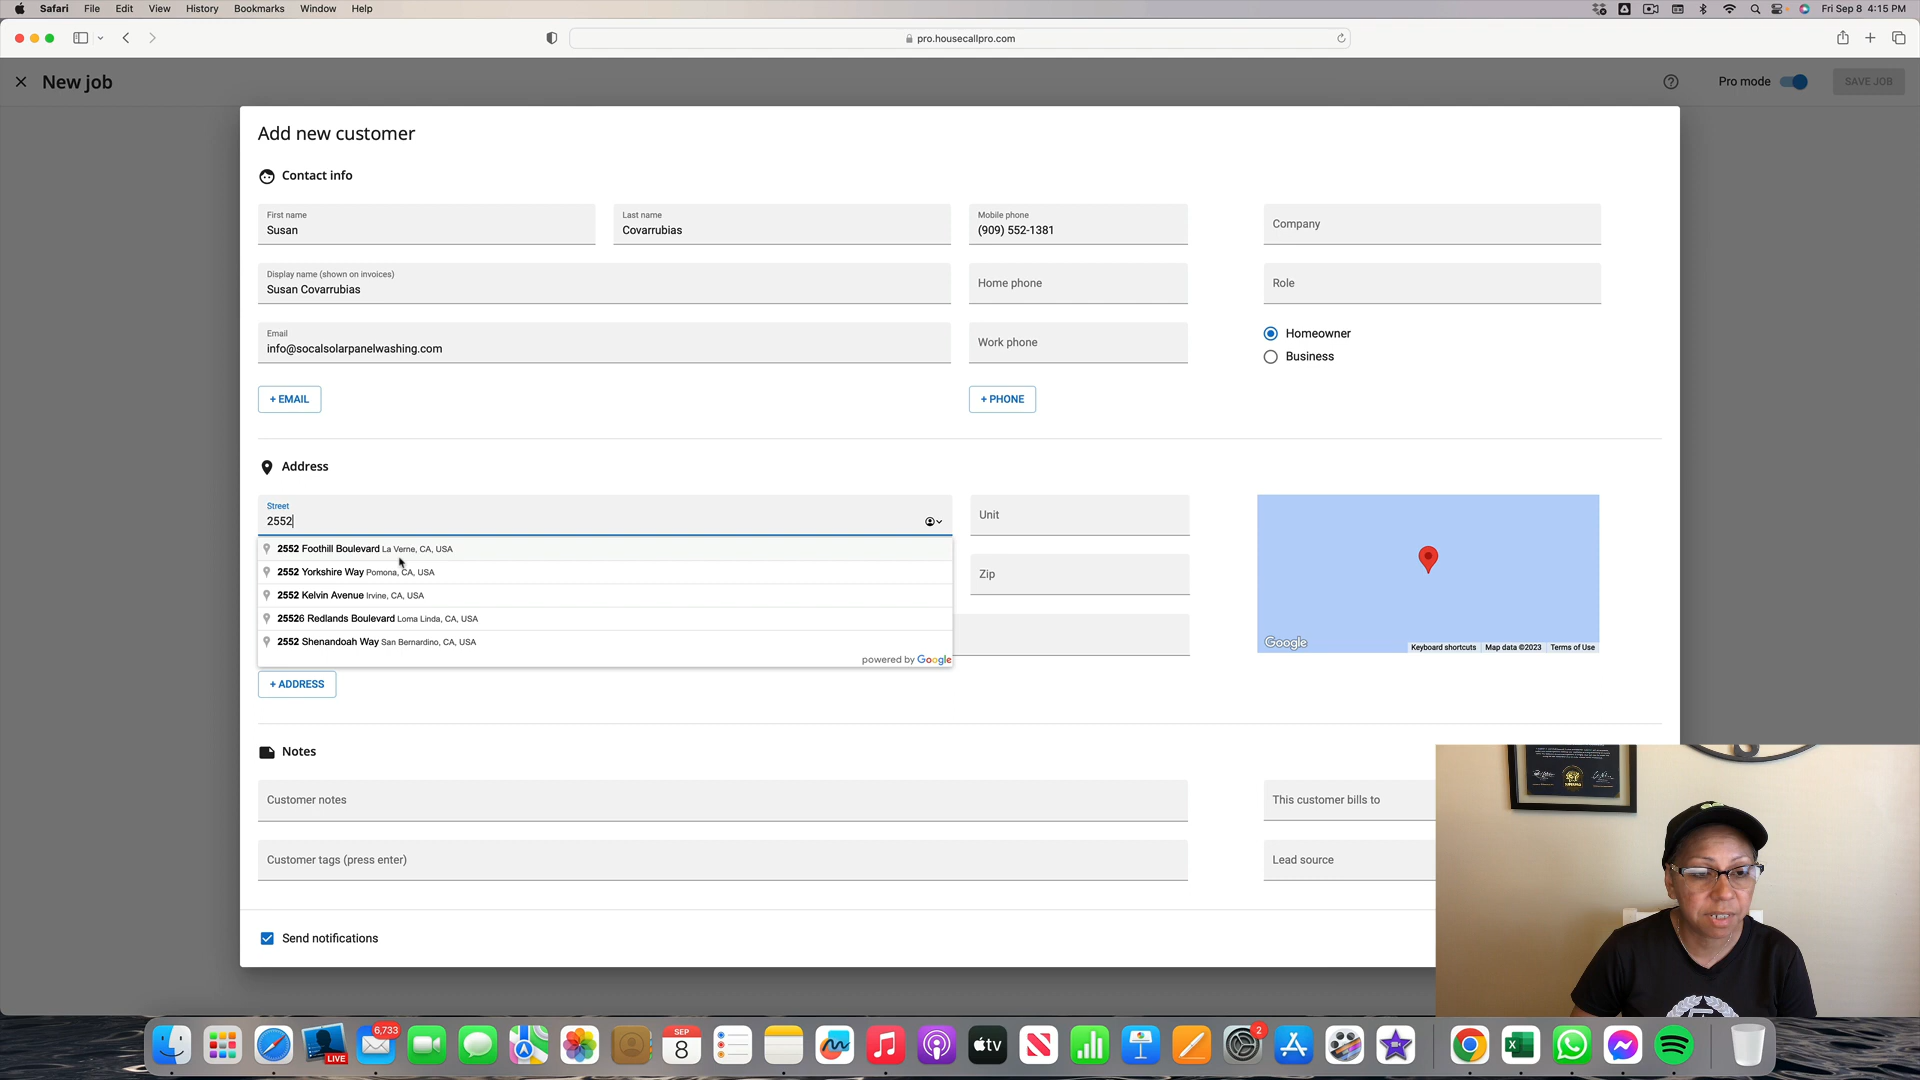 Safari File Edit View History Bookmarks Window Help Fri Sep 8 4:15 PM
pro.housecallpro.com
New job Pro mode SAVE JOB
Add new customer
Contact info
First name
Susan
Last name
Covarrubias
Mobile phone
(909) 552-1381
Company
Display name (shown on invoices)
Susan Covarrubias
Home phone
Role
Email
info@socalsolarpanelwashing.com
Work phone
Homeowner
Business
+ EMAIL
+ PHONE
Address
Street
2552
Unit
2552 Foothill Boulevard La Verne, CA, USA
2552 Yorkshire Way Pomona, CA, USA
Zip
2552 Kelvin Avenue Irvine, CA, USA
25526 Redlands Boulevard Loma Linda, CA, USA
2552 Shenandoah Way San Bernardino, CA, USA
powered by Google
Google
Keyboard shortcuts Map data ©2023 Terms of Use
+ ADDRESS
Notes
Customer notes
This customer bills to
Customer tags (press enter)
Lead source
Send notifications
LIVE
6,733
SEP
8
tv
2